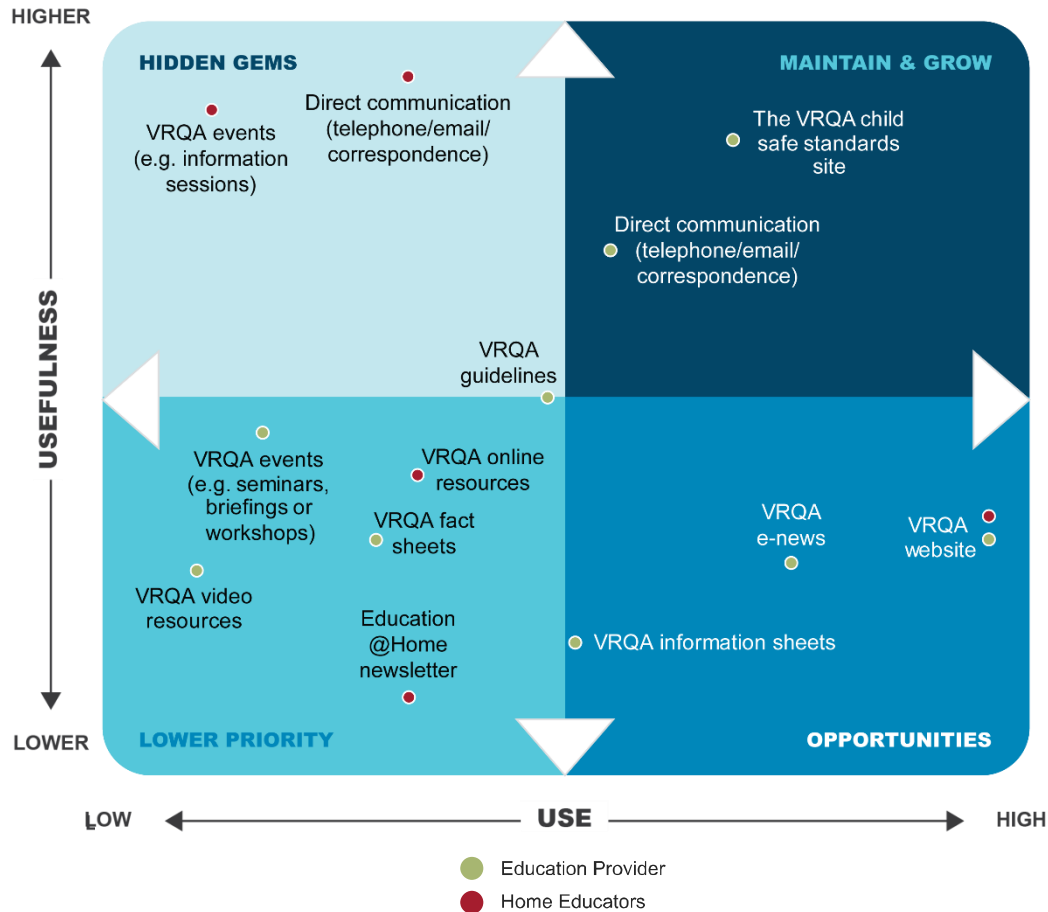 HIGHER
HIDDEN GEMS
MAINTAIN & GROW
VRQA events
(e.g. information
sessions)
Direct communication
(telephone/email/
correspondence)
The VRQA child
safe standards
site
Direct communication
(telephone/email/
correspondence)
USEFULNESS
VRQA
guidelines
VRQA events
(e.g. seminars,
briefings or
workshops)
VRQA online
resources
VRQA fact
sheets
VRQA video
resources
Education
@Home
newsletter
VRQA
e-news
VRQA
website
VRQA information sheets
LOWER
LOWER PRIORITY
OPPORTUNITIES
LOW
USE
HIGH
Education Provider
Home Educators